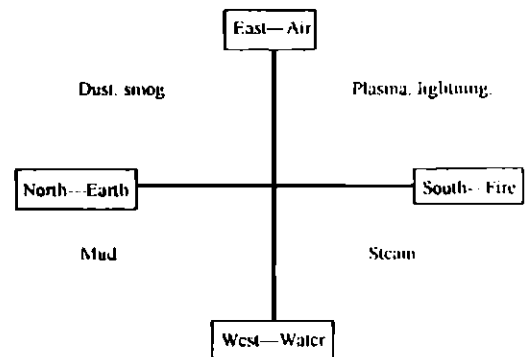 East—Air
Dust, smog
Plasma, lightning,
North—Earth
South—Fire
Mud
Steam
West—Water